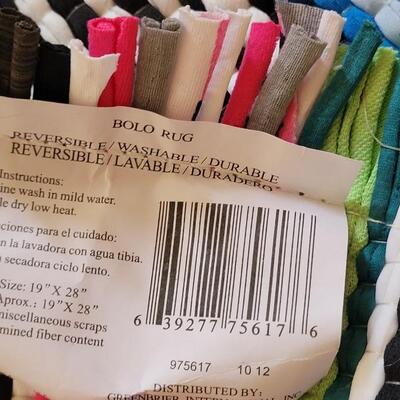 BOLO RUG
REVERSIBLE / WASHABLE / DURABLE
REVERSIBLE / LAVABLE / DURADERO
Instructions:
ine wash in mild water.
le dry low heat.
ciones para el cuidado:
n la lavadora con agua tibia.
secadora ciclo lento.
Size: 19" X 28"
Aprox.: 19" X 28"
miscellaneous scraps
mined fiber content
6 39277 75617 6
975617 10 12
DISTRIBUTED BY:
GREENBRIER INTERNATIONAL, INC.